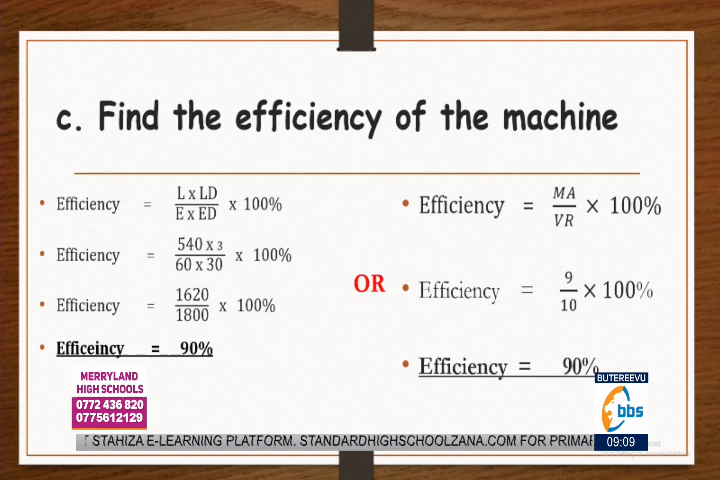 c. Find the efficiency of the machine
• Efficiency = L x LD / E x ED x 100%
• Efficiency = 540 x 3 / 60 x 30 x 100%
• Efficiency = 1620 / 1800 x 100%
• Efficeincy = 90%
OR
• Efficiency = MA / VR × 100%
• Efficiency = 9 / 10 × 100%
• Efficiency = 90%
MERRYLAND
HIGH SCHOOLS
0772 436 820
0775612129
BUTEREEVU
bbs
09:09
STAHIZA E-LEARNING PLATFORM. STANDARDHIGHSCHOOLZANA.COM FOR PRIMAR